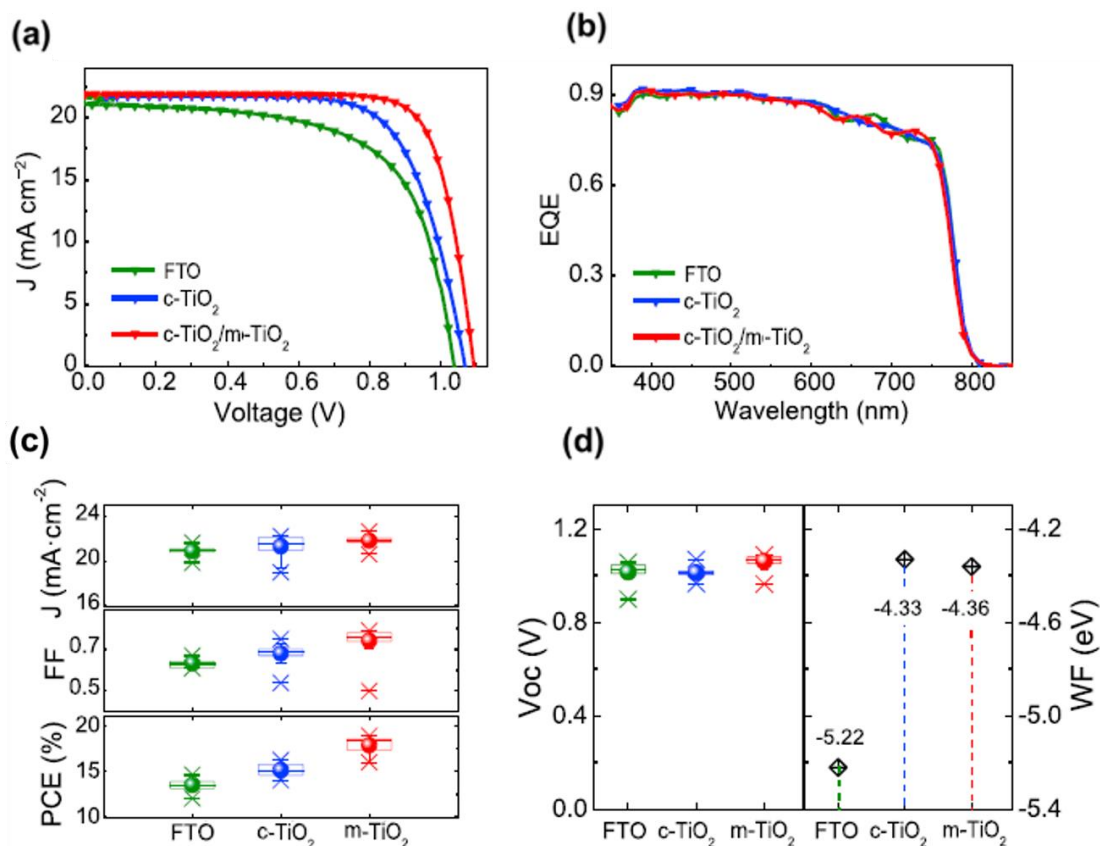 (a)
20
15
10
5
0
J (mA cm⁻²)
FTO
c-TiO₂
c-TiO₂/m-TiO₂
0.0 0.2 0.4 0.6 0.8 1.0
Voltage (V)
(b)
0.9
0.6
0.3
0.0
EQE
FTO
c-TiO₂
c-TiO₂/m-TiO₂
400 500 600 700 800
Wavelength (nm)
(c)
24
20
16
J (mA·cm⁻²)
0.7
0.5
FF
20
15
10
PCE (%)
FTO c-TiO₂ m-TiO₂
(d)
1.2
0.8
0.4
0.0
Voc (V)
-4.2
-4.6
-5.0
-5.4
WF (eV)
-4.33
-4.36
-5.22
FTO c-TiO₂ m-TiO₂ FTO c-TiO₂ m-TiO₂